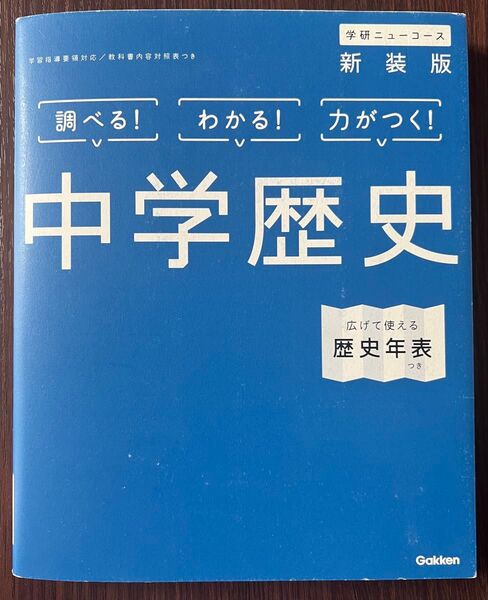 学研ニューコース
新装版
学習指導要領対応/教科書内容対照表つき
調べる! わかる! 力がつく!
中学歴史
広げて使える
歴史年表
つき
Gakken